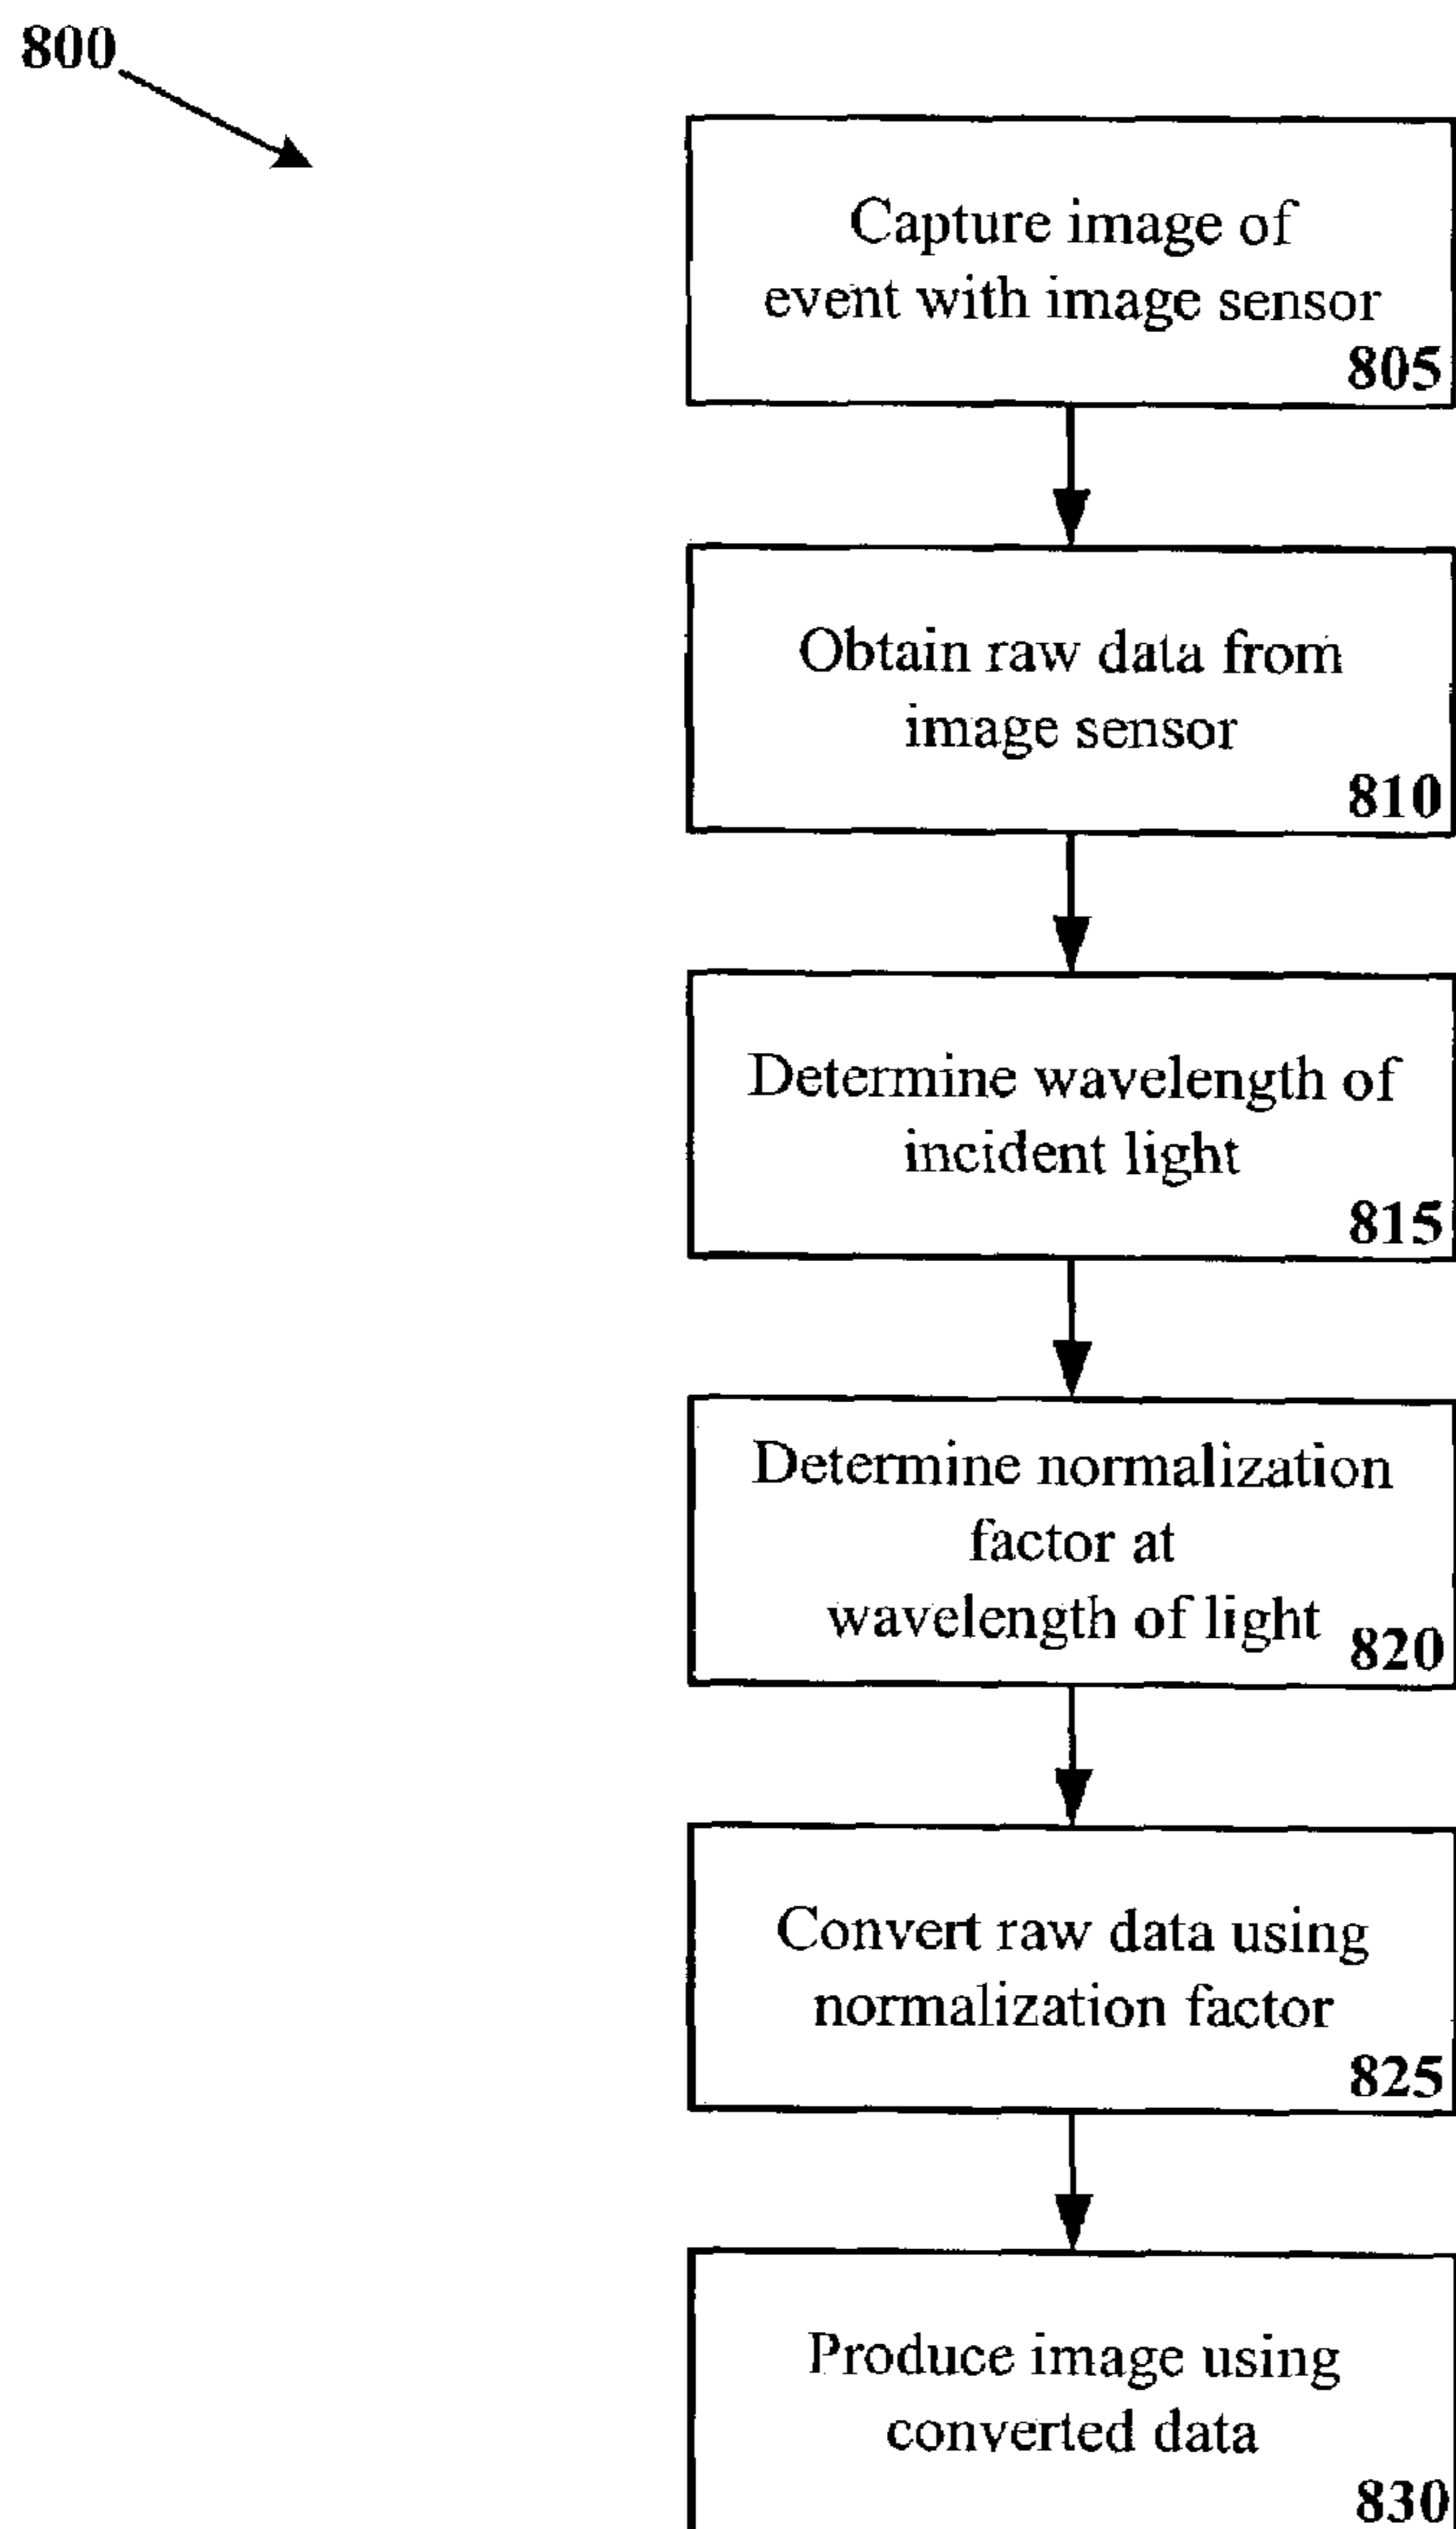 800
Capture image of
event with image sensor
805
Obtain raw data from
image sensor
810
Determine wavelength of
incident light
815
Determine normalization
factor at
wavelength of light
820
Convert raw data using
normalization factor
825
Produce image using
converted data
830